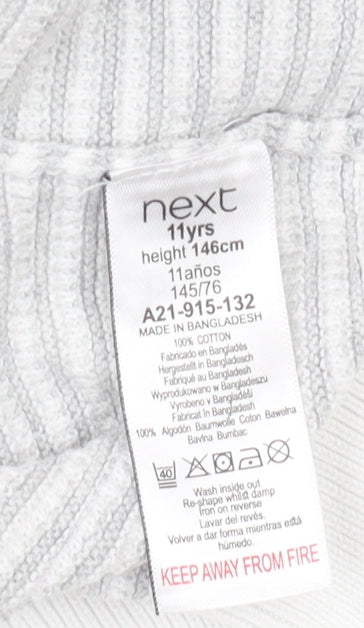 next
11yrs
height 146cm
11años
145/76
A21-915-132
MADE IN BANGLADESH
100% COTTON
Fabricado en Bangladés
Hergestellt in Bangladesch
Fabriqué au Bangladesh
Wyprodukowano w Bangladeszu
Vyrobeno v Bangladéši
Fabricat în Bangladesh
100% Algodón Baumwolle Coton Bawełna
Bavlna Bumbac
40
Wash inside out
Re-shape whilst damp
Iron on reverse
Lavar del revés.
Volver a dar forma mientras está
húmedo.
KEEP AWAY FROM FIRE